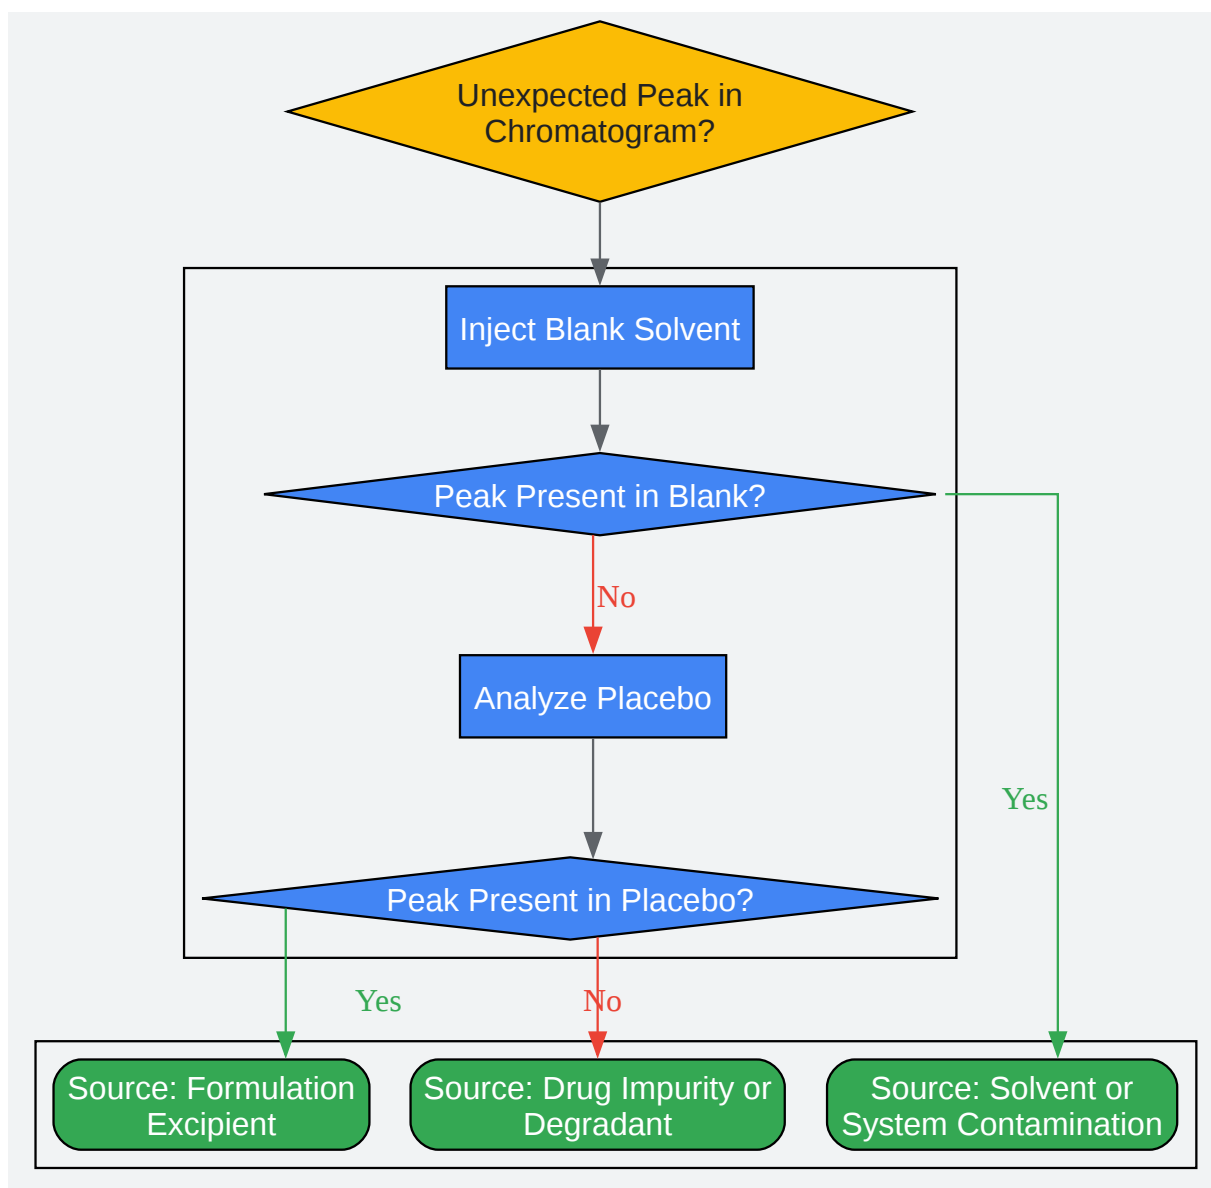 Unexpected Peak in
Chromatogram?
Inject Blank Solvent
Peak Present in Blank?
No
Analyze Placebo
Yes
Peak Present in Placebo?
Yes
No
Source: Formulation
Excipient
Source: Drug Impurity or
Degradant
Source: Solvent or
System Contamination